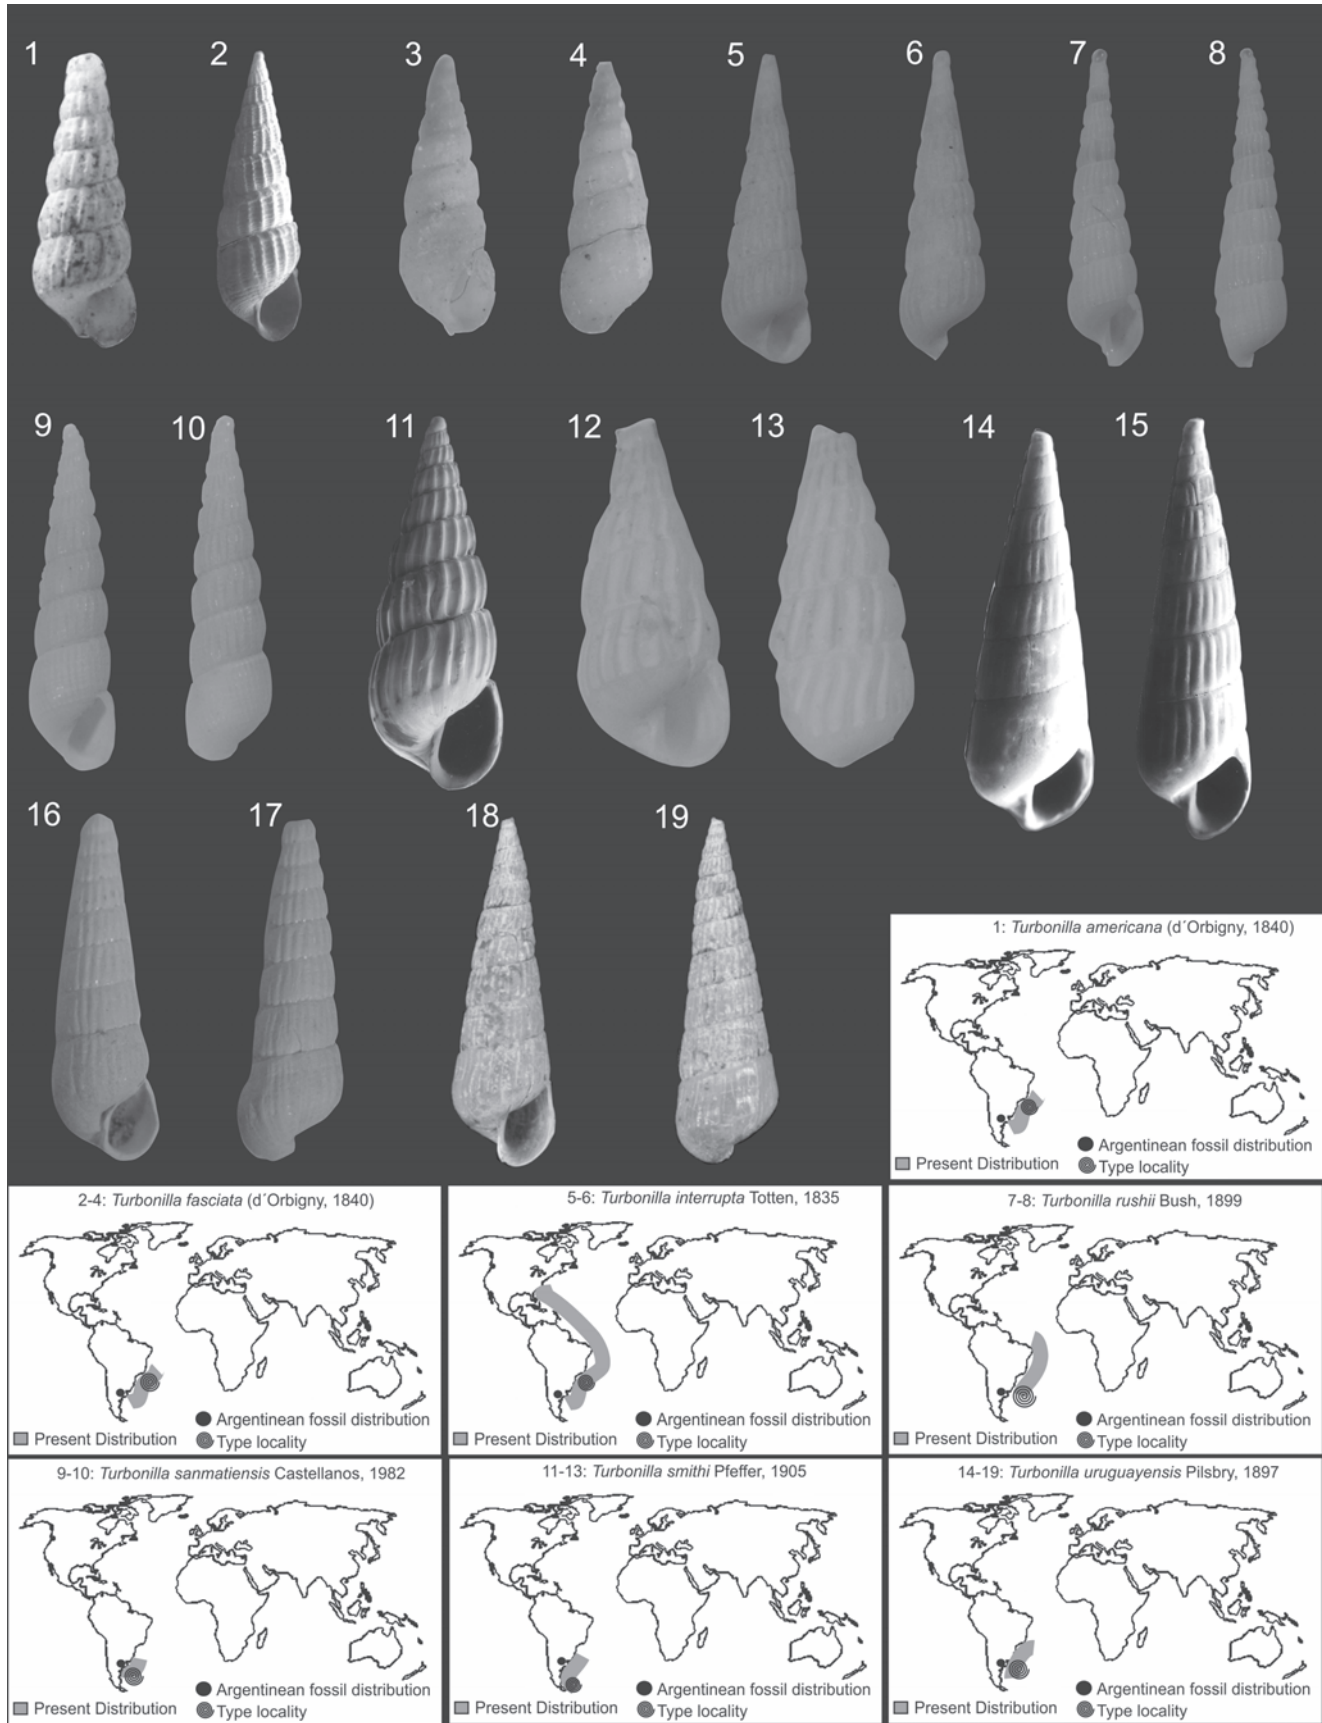 1 2 3 4 5 6 7 8
9 10 11 12 13 14 15
16 17 18 19
1: Turbonilla americana (d´Orbigny, 1840)
Argentinean fossil distribution
Present Distribution
Type locality
2-4: Turbonilla fasciata (d´Orbigny, 1840)
Argentinean fossil distribution
Present Distribution
Type locality
5-6: Turbonilla interrupta Totten, 1835
Argentinean fossil distribution
Present Distribution
Type locality
7-8: Turbonilla rushii Bush, 1899
Argentinean fossil distribution
Present Distribution
Type locality
9-10: Turbonilla sanmatiensis Castellanos, 1982
Argentinean fossil distribution
Present Distribution
Type locality
11-13: Turbonilla smithi Pfeffer, 1905
Argentinean fossil distribution
Present Distribution
Type locality
14-19: Turbonilla uruguayensis Pilsbry, 1897
Argentinean fossil distribution
Present Distribution
Type locality